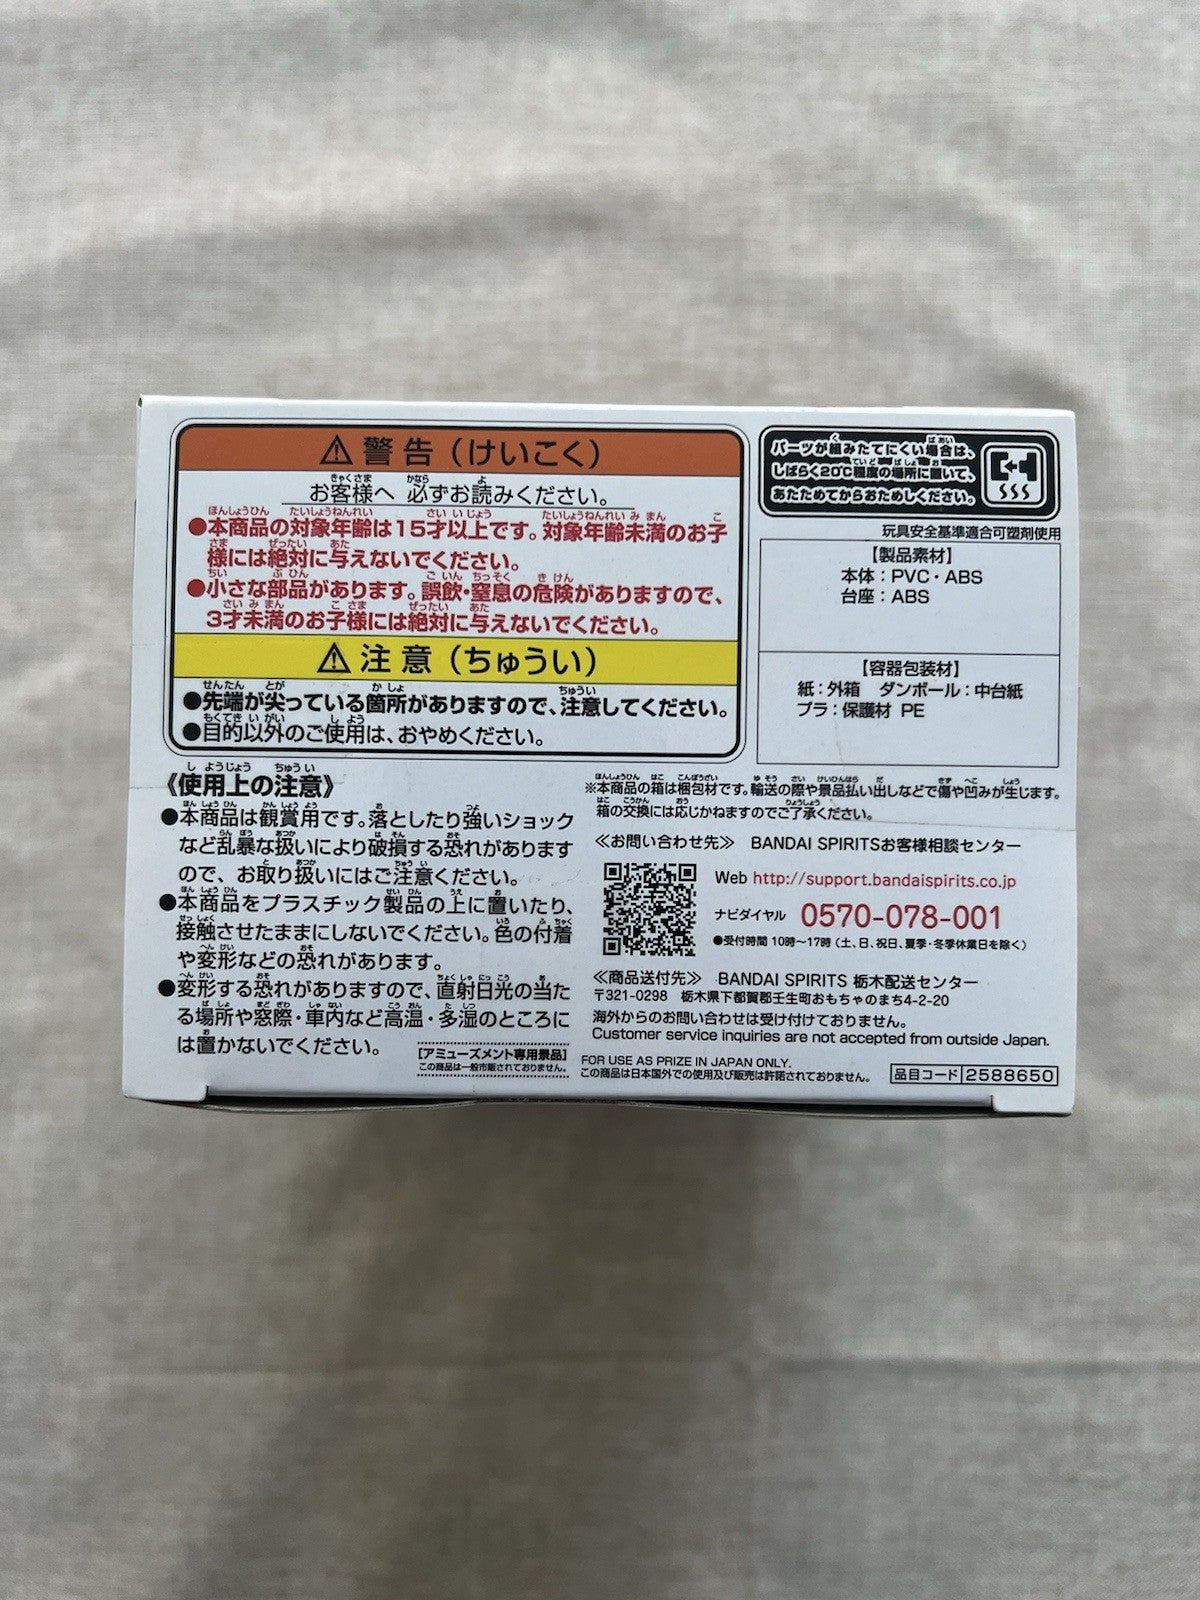 ⚠警告(けいこく)
お客様へ 必ずお読みください。
●本商品の対象年齢は15才以上です。対象年齢未満のお子
様には絶対に与えないでください。
●小さな部品があります。誤飲・窒息の危険がありますので、
3才未満のお子様には絶対に与えないでください。
⚠注意(ちゅうい)
●先端が尖っている箇所がありますので、注意してください。
●目的以外のご使用は、おやめください。
パーツが組みたてにくい場合は、
しばらく20℃程度の場所に置いて、
あたためてからおためしください。
玩具安全基準適合可塑剤使用
【製品素材】
本体：PVC・ABS
台座：ABS
【容器包装材】
紙：外箱 ダンボール：中台紙
プラ：保護材 PE
《使用上の注意》
●本商品は観賞用です。落としたり強いショック
など乱暴な扱いにより破損する恐れがあります
ので、お取り扱いにはご注意ください。
●本商品をプラスチック製品の上に置いたり、
接触させたままにしないでください。色の付着
や変形などの恐れがあります。
●変形する恐れがありますので、直射日光の当た
る場所や窓際・車内など高温・多湿のところに
は置かないでください。
[アミューズメント専用景品]
この商品は一般市販されておりません。
※本商品の箱は梱包材です。輸送の際や景品払い出しなどで傷や凹みが生じます。
箱の交換には応じかねますのでご了承ください。
≪お問い合わせ先≫ BANDAI SPIRITSお客様相談センター
Web http://support.bandaispirits.co.jp
ナビダイヤル 0570-078-001
●受付時間 10時〜17時(土、日、祝日、夏季・冬季休業日を除く)
≪商品送付先≫ BANDAI SPIRITS 栃木配送センター
〒321-0298 栃木県下都賀郡壬生町おもちゃのまち4-2-20
海外からのお問い合わせは受け付けておりません。
Customer service inquiries are not accepted from outside Japan.
FOR USE AS PRIZE IN JAPAN ONLY.
この商品は日本国外での使用及び販売は許諾されておりません。
品目コード 2588650